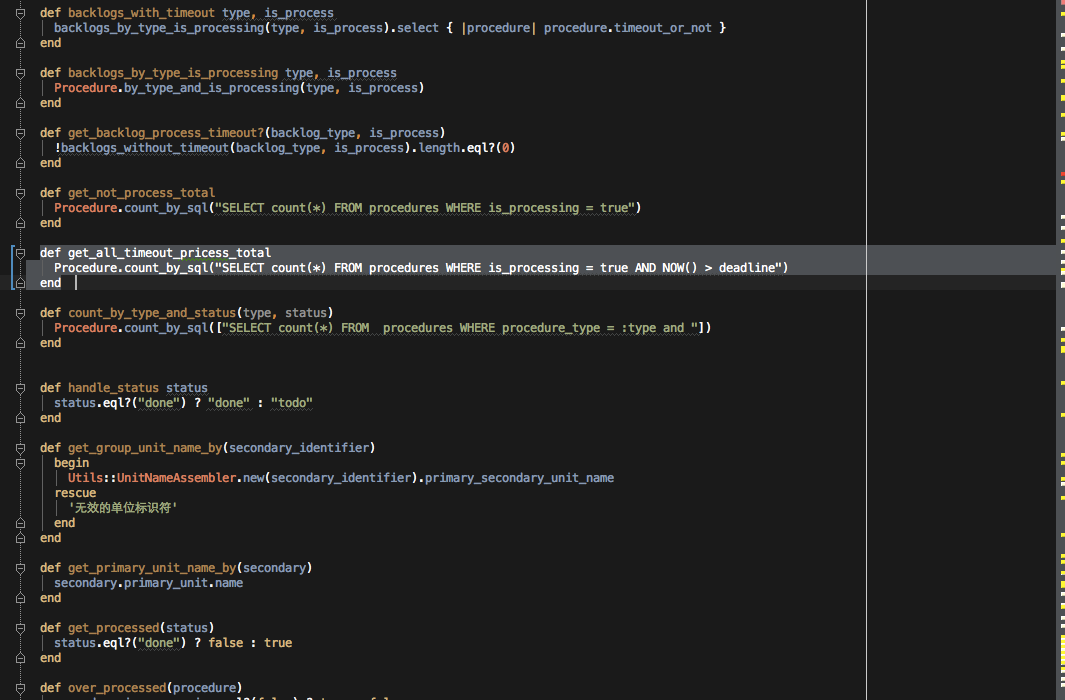 def backlogs_with_timeout type, is_process
backlogs_by_type_is_processing(type, is_process).select { |procedure| procedure.timeout_or_not }
end
def backlogs_by_type_is_processing type, is_process
Procedure.by_type_and_is_processing(type, is_process)
end
def get_backlog_process_timeout?(backlog_type, is_process)
!backlogs_without_timeout(backlog_type, is_process).length.eql?(0)
end
def get_not_process_total
Procedure.count_by_sql("SELECT count(*) FROM procedures WHERE is_processing = true")
end
def get_all_timeout_pricess_total
Procedure.count_by_sql("SELECT count(*) FROM procedures WHERE is_processing = true AND NOW() > deadline")
end
def count_by_type_and_status(type, status)
Procedure.count_by_sql(["SELECT count(*) FROM  procedures WHERE procedure_type = :type and "])
end
def handle_status status
status.eql?("done") ? "done" : "todo"
end
def get_group_unit_name_by(secondary_identifier)
begin
Utils::UnitNameAssembler.new(secondary_identifier).primary_secondary_unit_name
rescue
'无效的单位标识符'
end
end
def get_primary_unit_name_by(secondary)
secondary.primary_unit.name
end
def get_processed(status)
status.eql?("done") ? false : true
end
def over_processed(procedure)